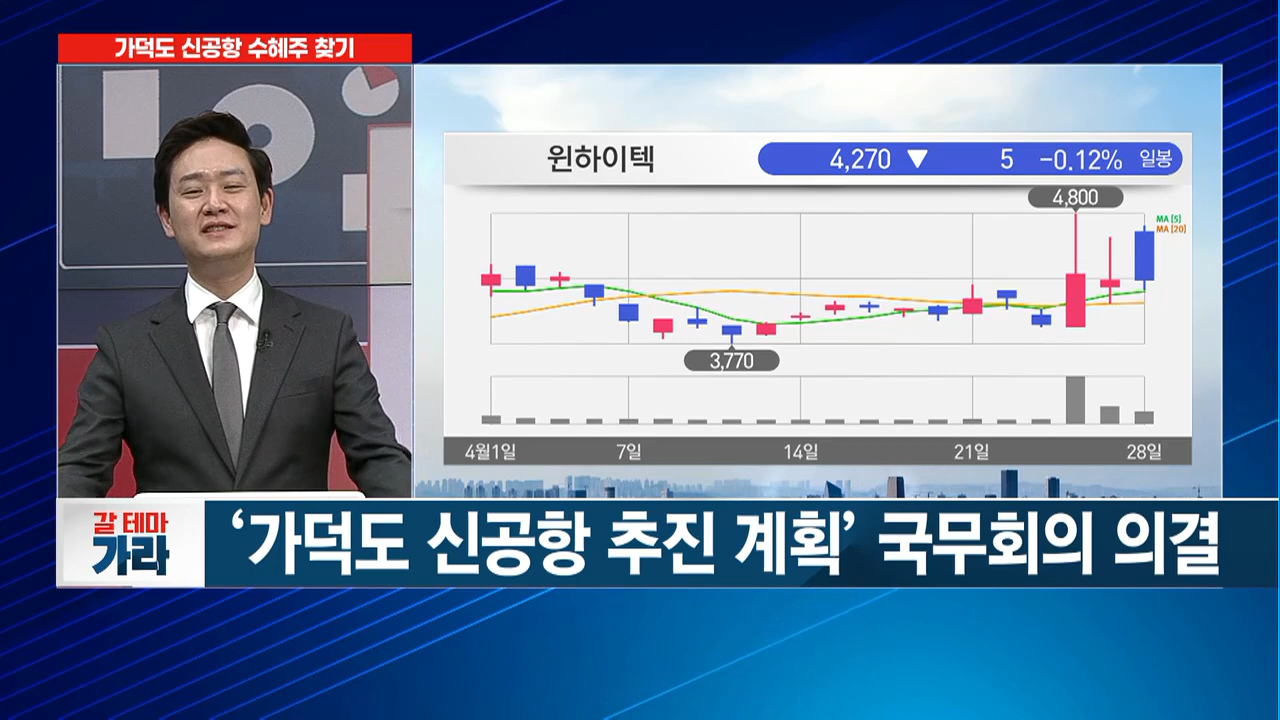 가덕도 신공항 수혜주 찾기
윈하이텍
4,270 ▼ 5 -0.12% 일봉
4,800
MA [5]
MA [20]
3,770
4월1일 7일 14일 21일 28일
갈 테마
가라
‘가덕도 신공항 추진 계획’ 국무회의 의결